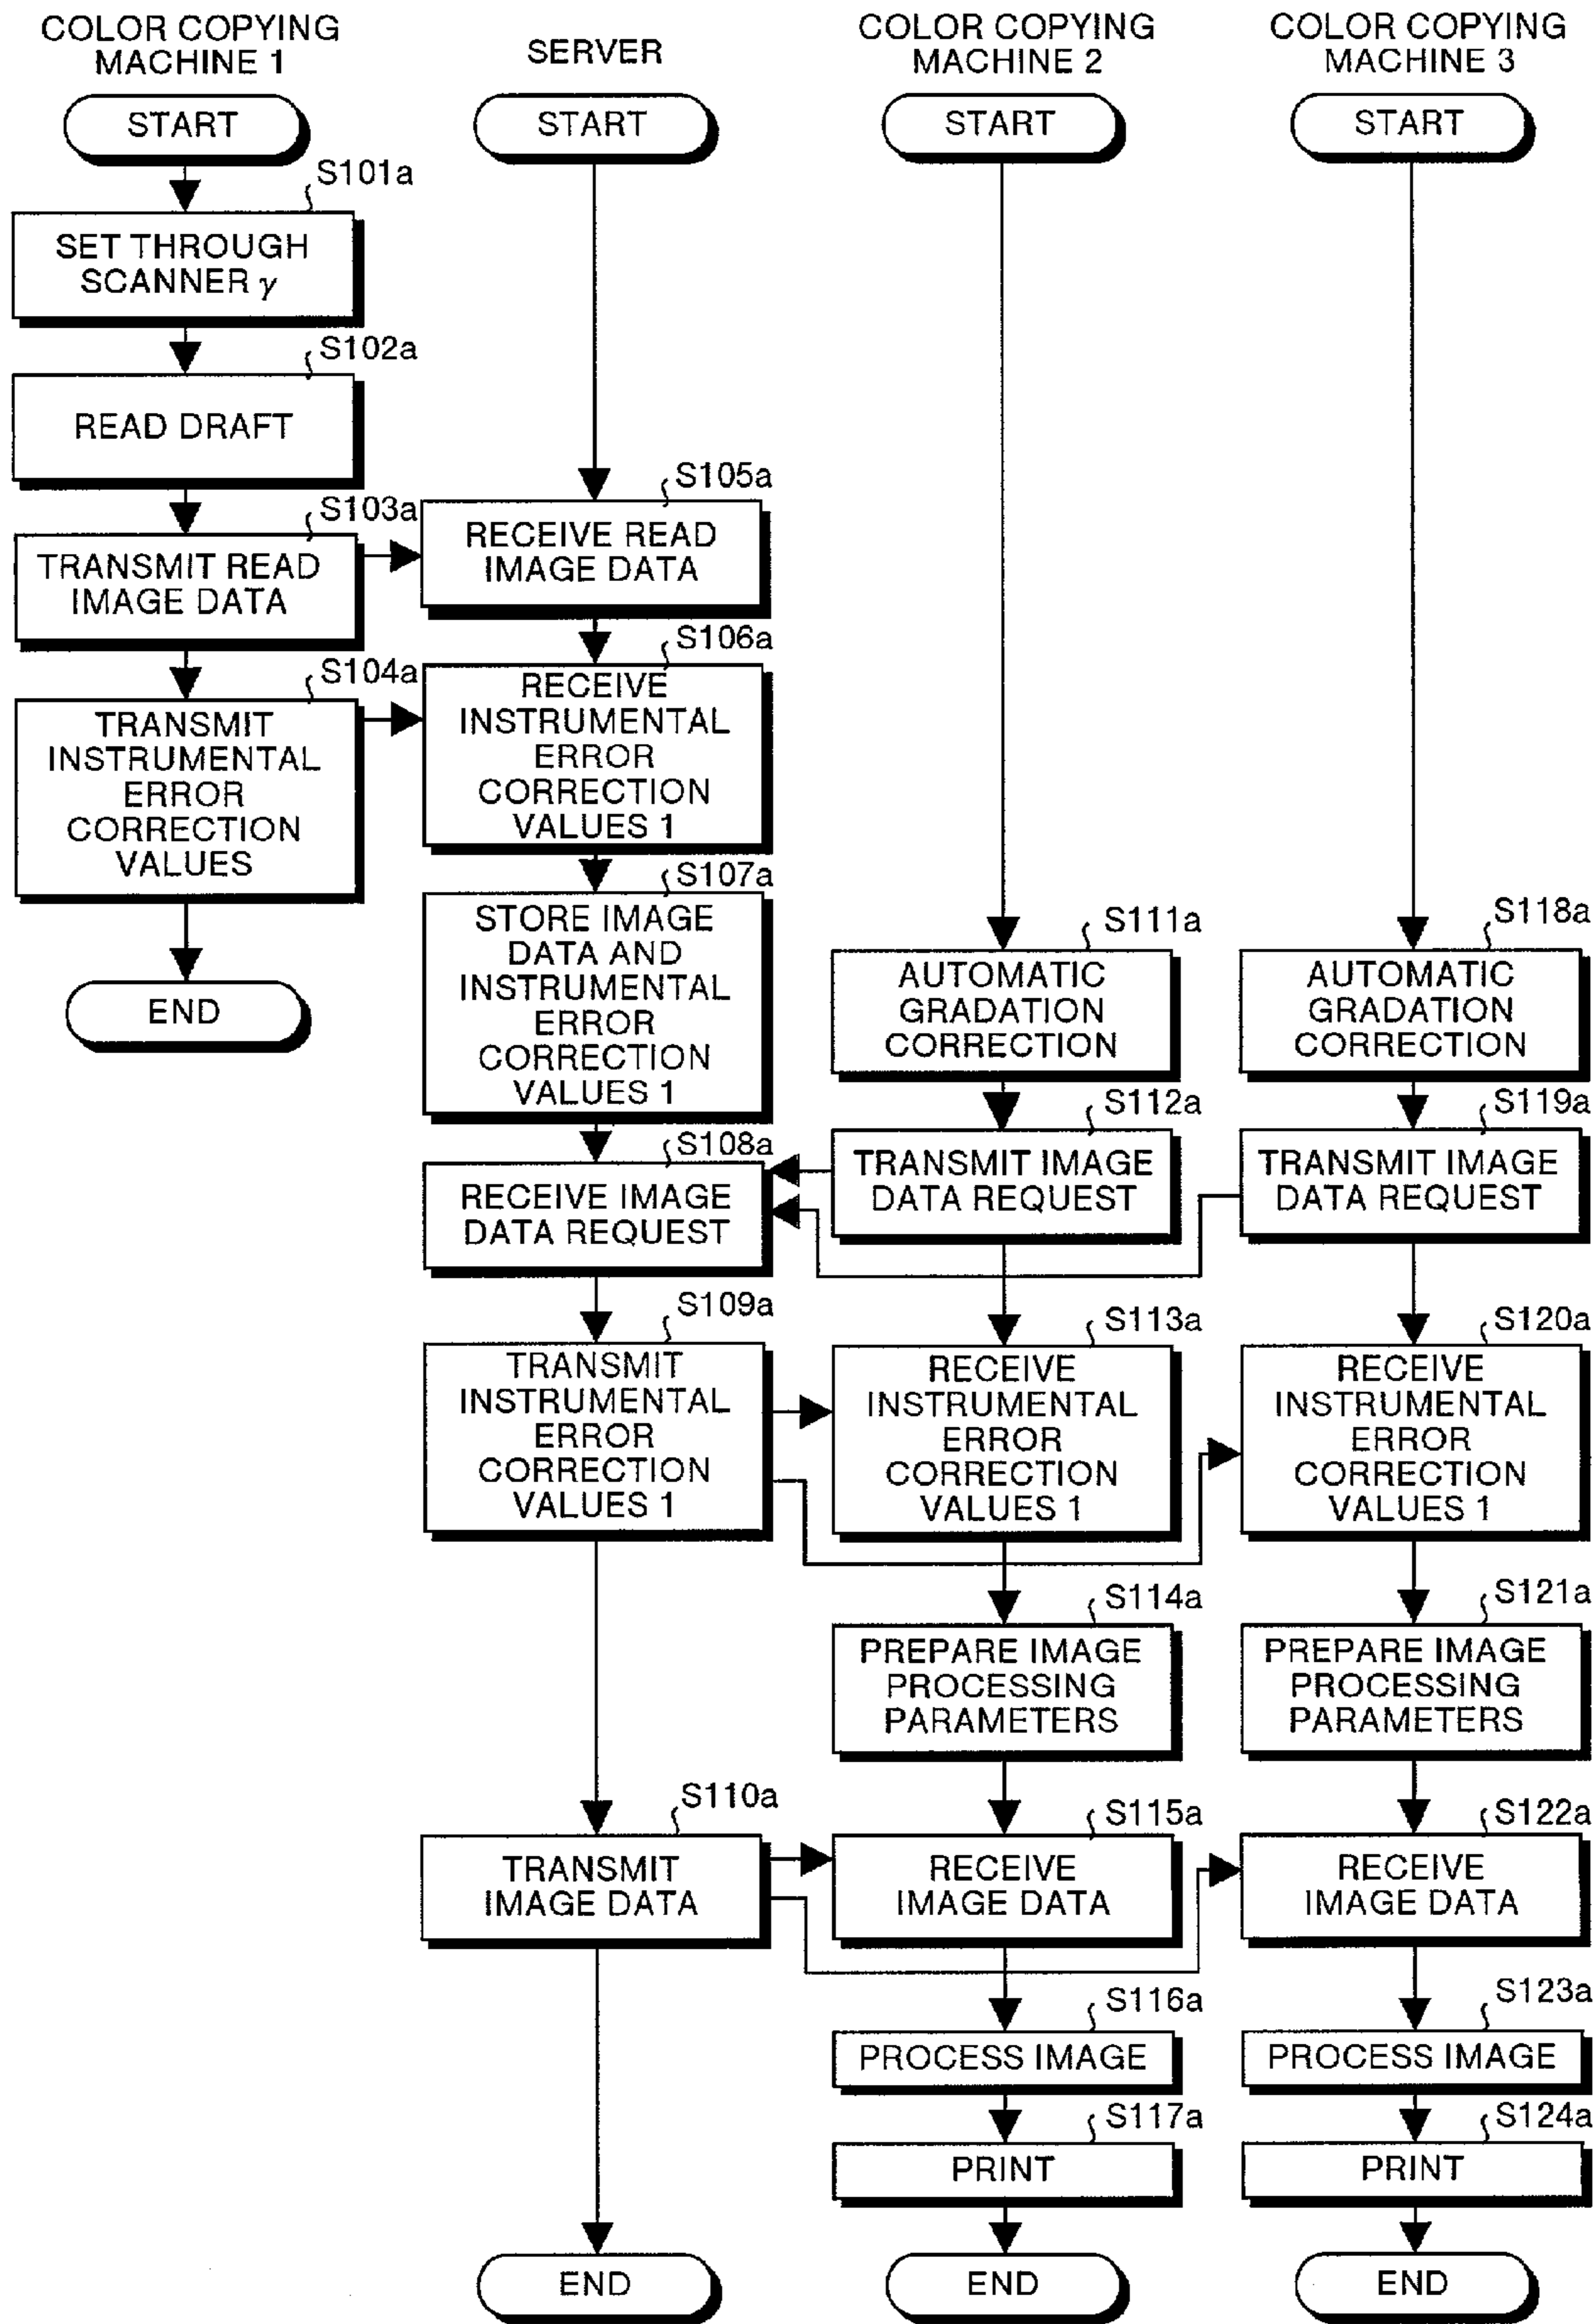 COLOR COPYING
MACHINE 1
START
S101a
SET THROUGH
SCANNER γ
S102a
READ DRAFT
S103a
TRANSMIT READ
IMAGE DATA
S104a
TRANSMIT
INSTRUMENTAL
ERROR
CORRECTION
VALUES
END
SERVER
START
S105a
RECEIVE READ
IMAGE DATA
S106a
RECEIVE
INSTRUMENTAL
ERROR
CORRECTION
VALUES 1
S107a
STORE IMAGE
DATA AND
INSTRUMENTAL
ERROR
CORRECTION
VALUES 1
S108a
RECEIVE IMAGE
DATA REQUEST
S109a
TRANSMIT
INSTRUMENTAL
ERROR
CORRECTION
VALUES 1
S110a
TRANSMIT
IMAGE DATA
END
COLOR COPYING
MACHINE 2
START
S111a
AUTOMATIC
GRADATION
CORRECTION
S112a
TRANSMIT IMAGE
DATA REQUEST
S113a
RECEIVE
INSTRUMENTAL
ERROR
CORRECTION
VALUES 1
S114a
PREPARE IMAGE
PROCESSING
PARAMETERS
S115a
RECEIVE
IMAGE DATA
S116a
PROCESS IMAGE
S117a
PRINT
END
COLOR COPYING
MACHINE 3
START
S118a
AUTOMATIC
GRADATION
CORRECTION
S119a
TRANSMIT IMAGE
DATA REQUEST
S120a
RECEIVE
INSTRUMENTAL
ERROR
CORRECTION
VALUES 1
S121a
PREPARE IMAGE
PROCESSING
PARAMETERS
S122a
RECEIVE
IMAGE DATA
S123a
PROCESS IMAGE
S124a
PRINT
END